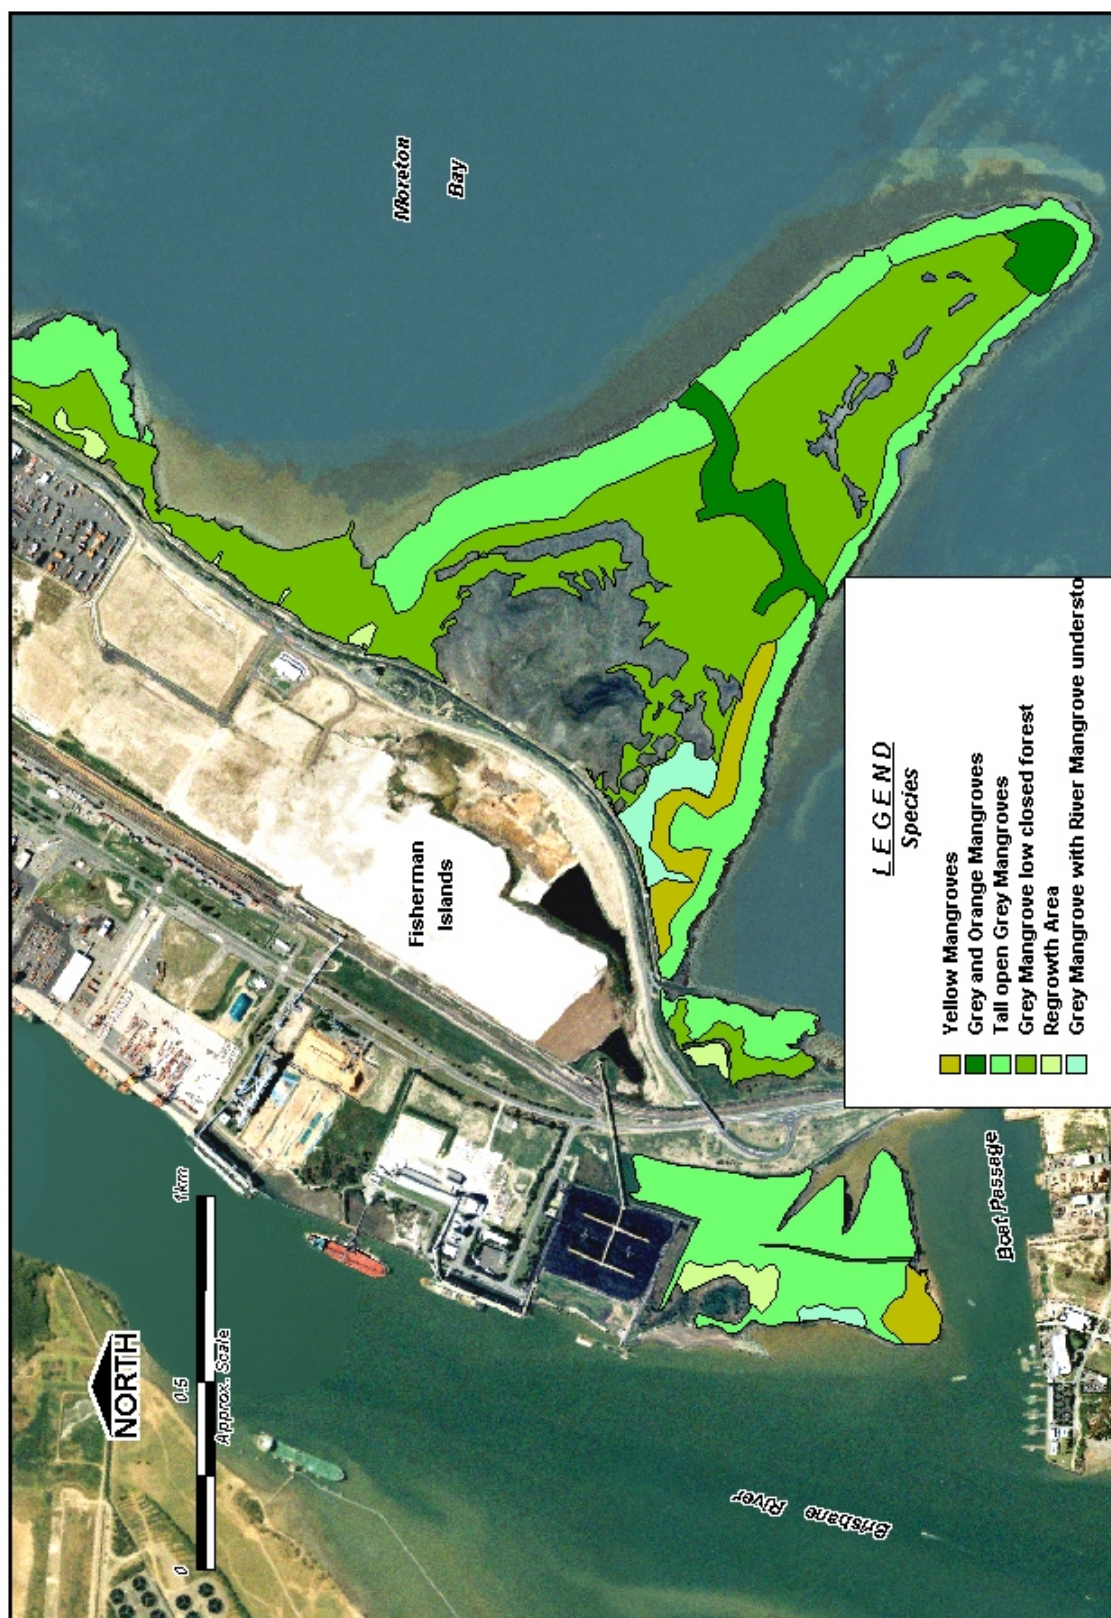 Moreton
Bay
Fisherman
Islands
LEGEND
Species
Yellow Mangroves
Grey and Orange Mangroves
Tall open Grey Mangroves
Grey Mangrove low closed forest
Regrowth Area
Grey Mangrove with River Mangrove understo
Boat Passage
Brisbane
River
NORTH
0 0.5 1km
Approx. Scale